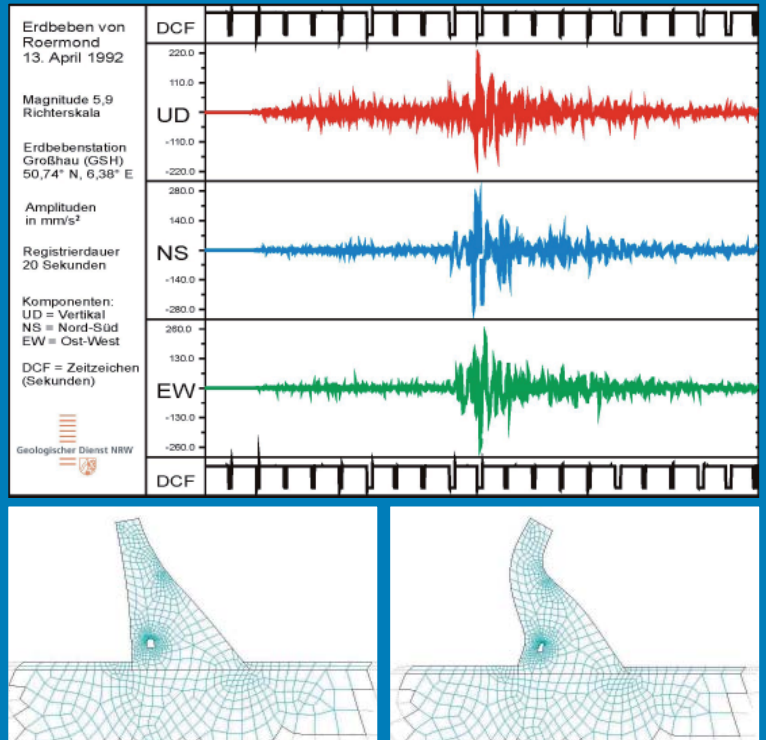 Erdbeben von
Roermond
13. April 1992
Magnitude 5,9
Richterskala
Erdbebenstation
Großhau (GSH)
50,74° N, 6,38° E
Amplituden
in mm/s²
Registrierdauer
20 Sekunden
Komponenten:
UD = Vertikal
NS = Nord-Süd
EW = Ost-West
DCF = Zeitzeichen
(Sekunden)
Geologischer Dienst NRW
DCF
220.0
110.0
UD
-110.0
-220.0
280.0
140.0
NS
-140.0
-280.0
260.0
130.0
EW
-130.0
-260.0
DCF